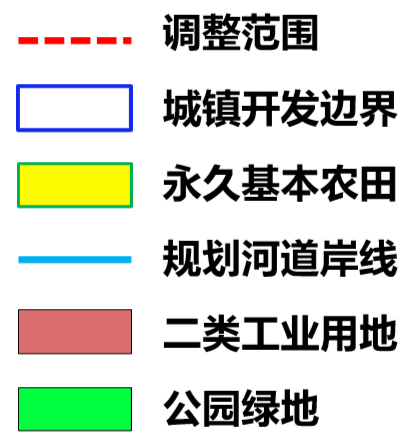 调整范围
城镇开发边界
永久基本农田
规划河道岸线
二类工业用地
公园绿地